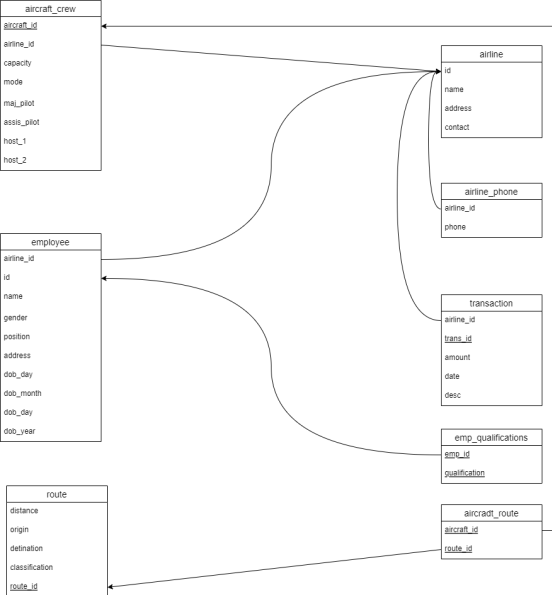 aircraft_crew
aircraft_id
airline_id
capacity
mode
maj_pilot
assis_pilot
host_1
host_2
airline
id
name
address
contact
airline_phone
airline_id
phone
employee
airline_id
id
name
gender
position
address
dob_day
dob_month
dob_day
dob_year
transaction
airline_id
trans_id
amount
date
desc
emp_qualifications
emp_id
qualification
route
distance
origin
detination
classification
route_id
aircradt_route
aircraft_id
route_id